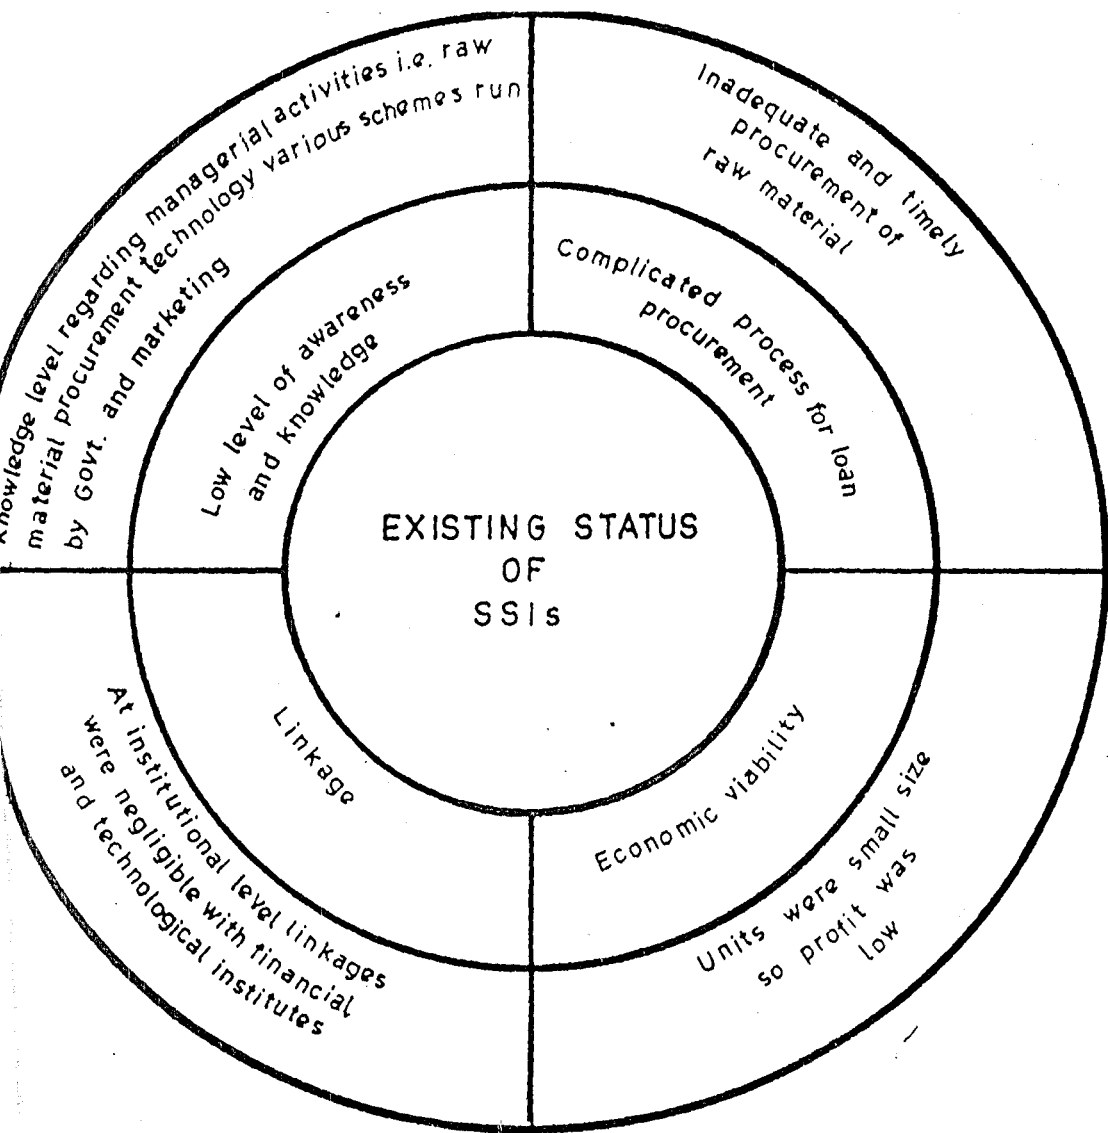 Knowledge level regarding managerial activities i.e. raw
material procurement technology various schemes run
by Govt. and marketing
Low level of awareness
and knowledge
Inadequate and timely
procurement of
raw material
Complicated process for loan
procurement
EXISTING STATUS
OF
SSIs
Linkage
At institutional level linkages
were negligible with financial
and technological institutes
Economic viability
Units were small size
so profit was
low